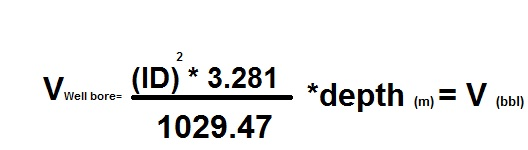 2
(ID) * 3.281
V Well bore= *depth (m) = V (bbl)
1029.47